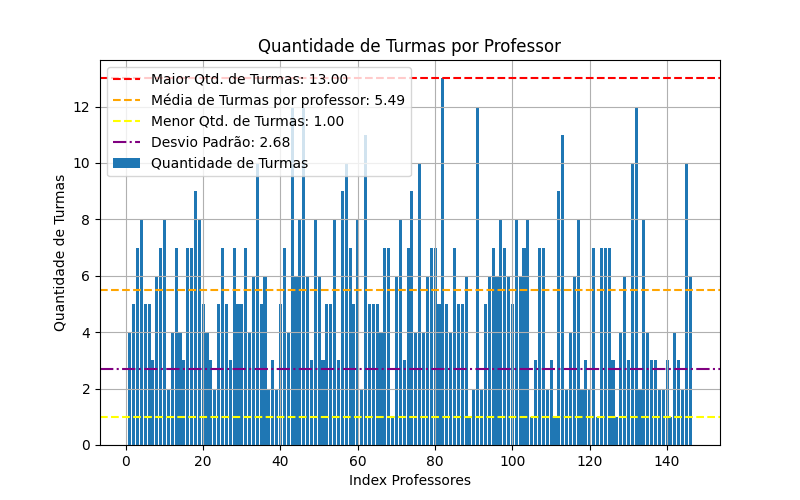 Quantidade de Turmas por Professor
Maior Qtd. de Turmas: 13.00
Média de Turmas por professor: 5.49
Menor Qtd. de Turmas: 1.00
Desvio Padrão: 2.68
Quantidade de Turmas
Quantidade de Turmas
12
10
8
6
4
2
0
0 20 40 60 80 100 120 140
Index Professores